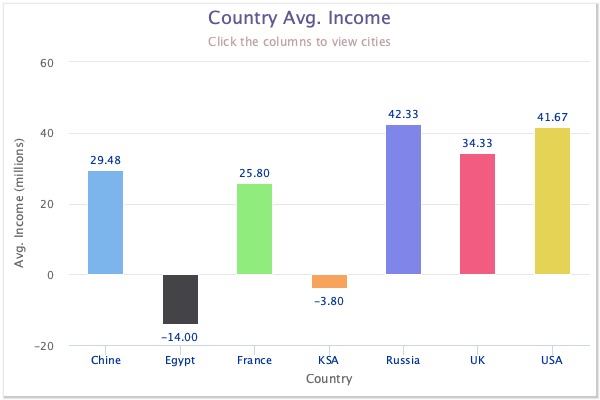 Country Avg. Income
Click the columns to view cities
Avg. Income (millions)
60
40
20
0
−20
29.48
−14.00
25.80
−3.80
42.33
34.33
41.67
Chine
Egypt
France
KSA
Russia
UK
USA
Country